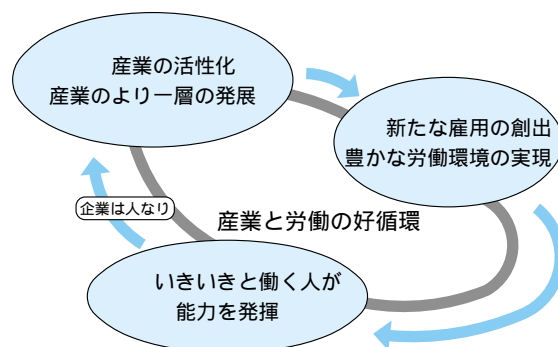 産業の活性化
産業のより一層の発展
新たな雇用の創出
豊かな労働環境の実現
企業は人なり
産業と労働の好循環
いきいきと働く人が
能力を発揮